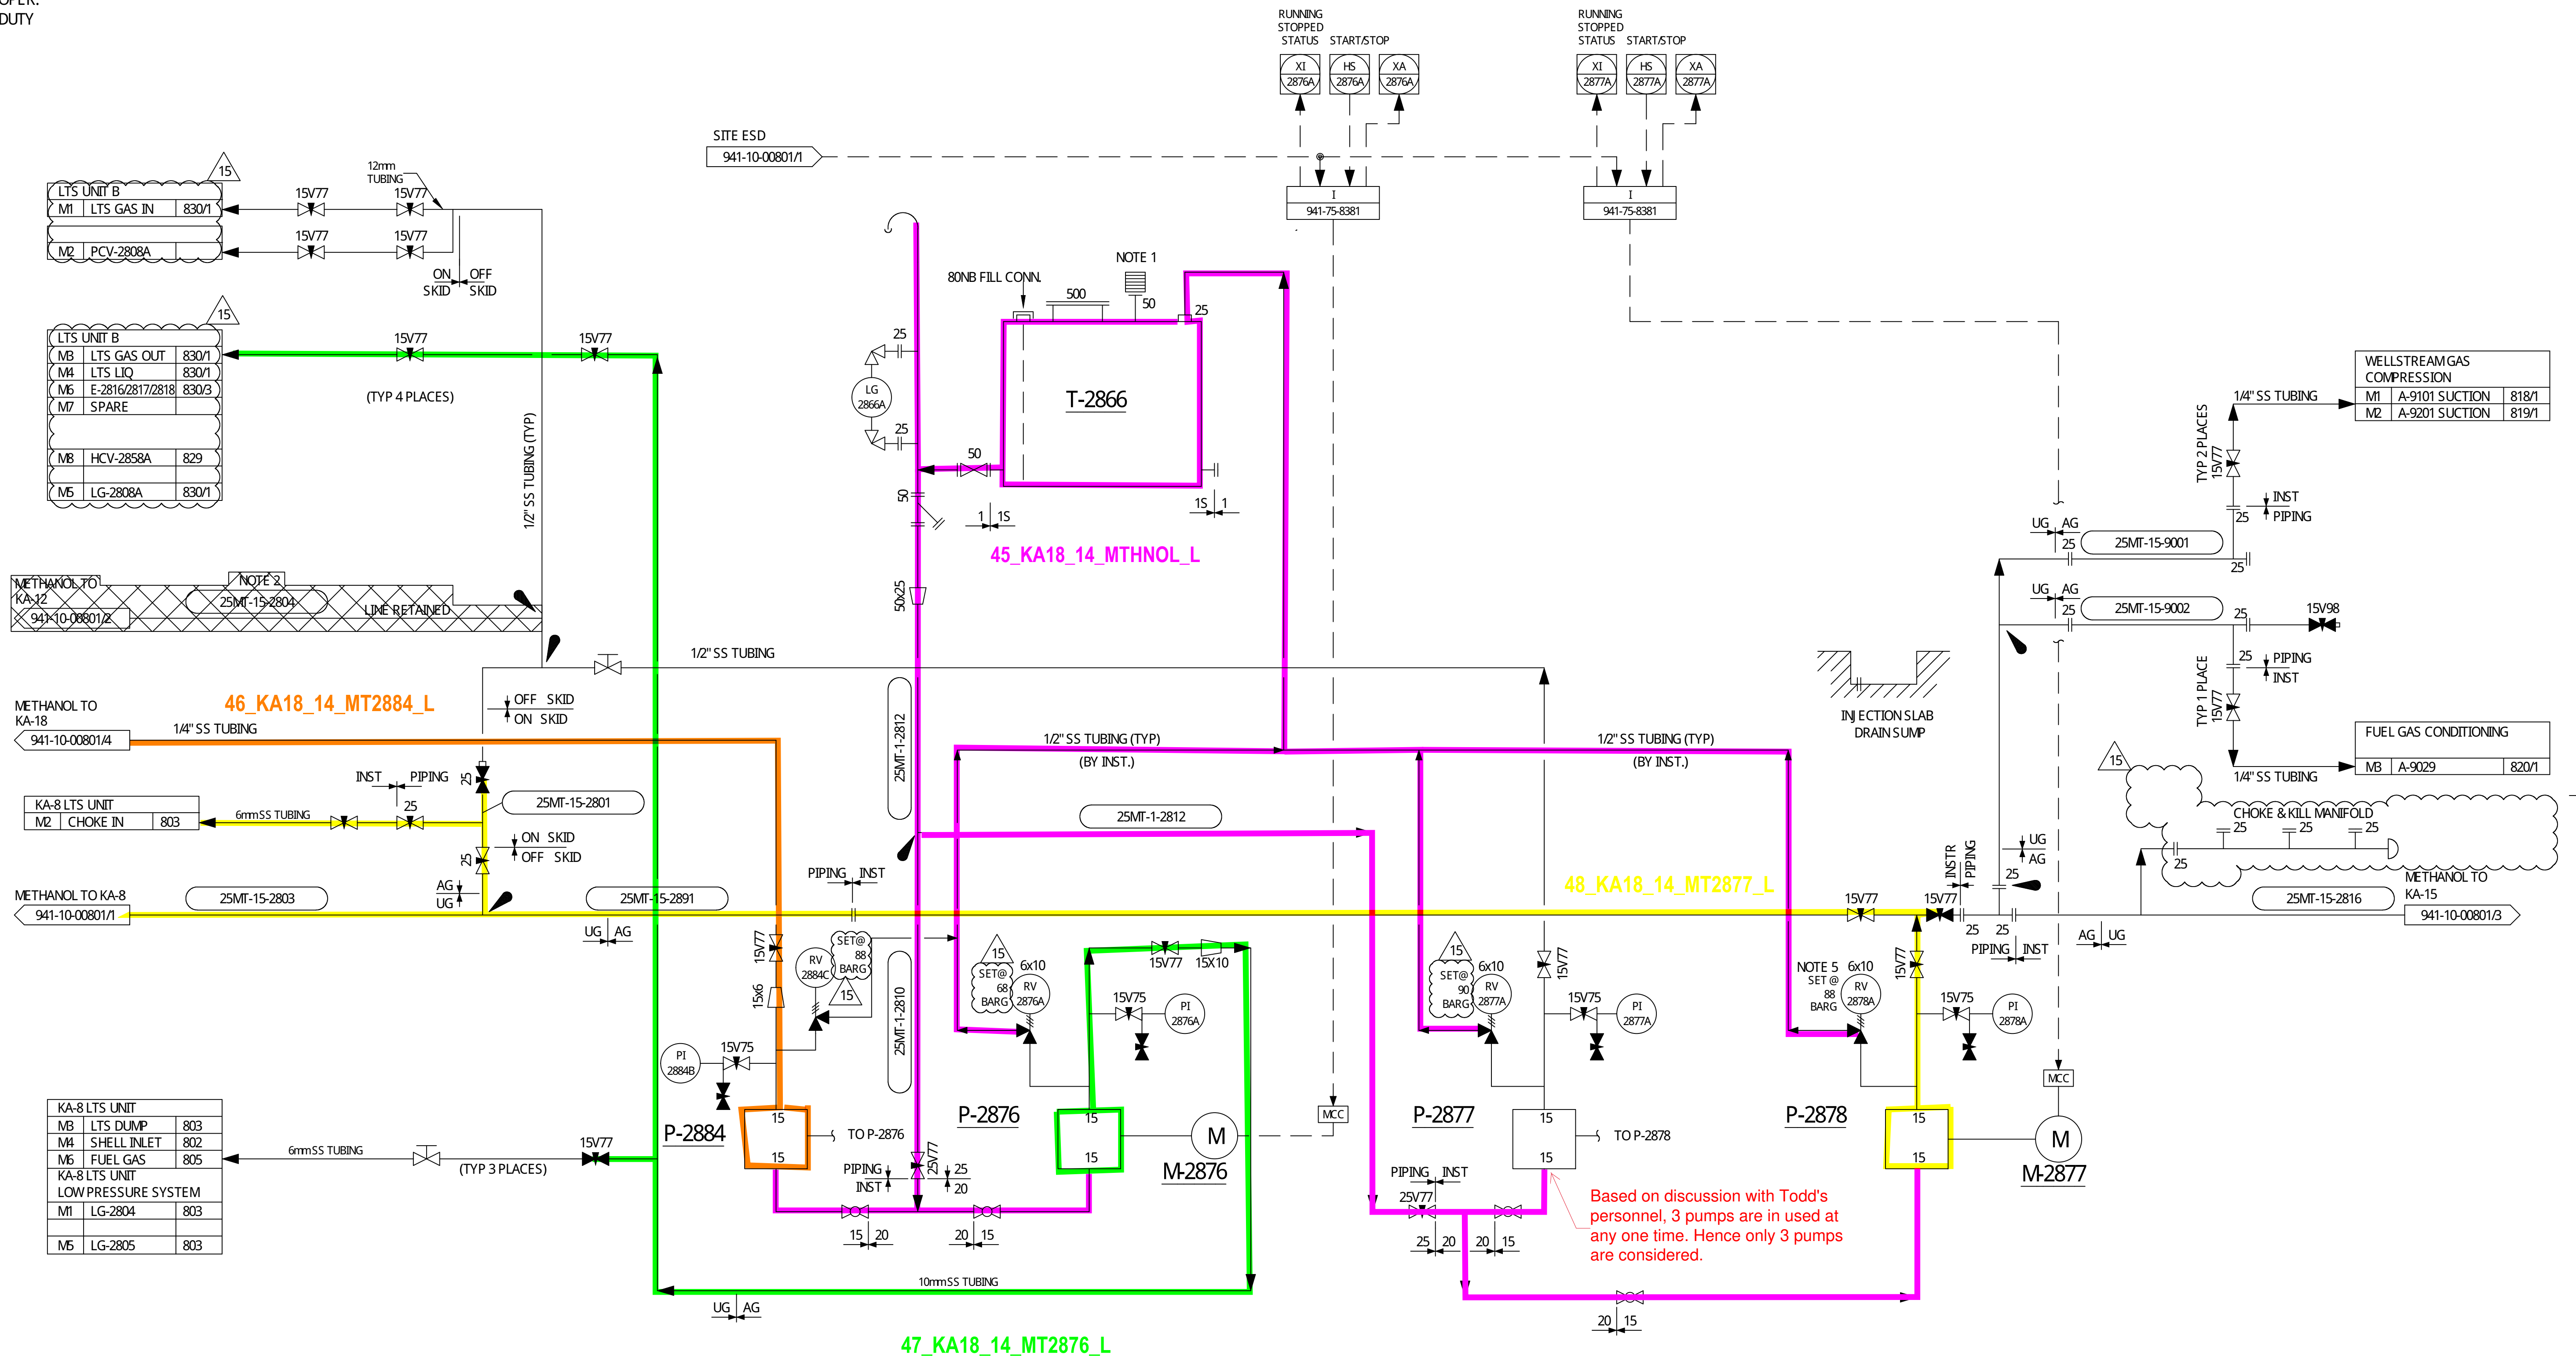 OPER.
DUTY
RUNNING
STOPPED
STATUS START/STOP
XI
2876A
HS
2876A
XA
2876A
RUNNING
STOPPED
STATUS START/STOP
XI
2877A
HS
2877A
XA
2877A
SITE ESD
941-10-00801/1
I
941-75-8381
I
941-75-8381
15
LTS UNIT B
M1 LTS GAS IN 830/1
M2 PCV-2808A
15V77
15V77
15V77
15V77
12mm
TUBING
ON OFF
SKID SKID
15
LTS UNIT B
M3 LTS GAS OUT 830/1
M4 LTS LIQ 830/1
M6 E-2816/2817/2818 830/3
M7 SPARE
M8 HCV-2858A 829
M5 LG-2808A 830/1
15V77
15V77
(TYP 4 PLACES)
1/2" SS TUBING (TYP)
80NB FILL CONN.
500
NOTE 1
50
25
T-2866
25
LG
2866A
25
50
50
1 1S
1S 1
45_KA18_14_MTHNOL_L
50x25
WELLSTREAM GAS
COMPRESSION
M1 A-9101 SUCTION 818/1
M2 A-9201 SUCTION 819/1
1/4" SS TUBING
TYP 2 PLACES
15V77
INST
PIPING
25
UG AG
25
25MT-15-9001
25
UG AG
25
25MT-15-9002
25
15V98
25
PIPING
INST
TYP 1 PLACE
15V77
1/4" SS TUBING
FUEL GAS CONDITIONING
M3 A-9029 820/1
METHANOL TO
KA-12
941-10-00801/2
NOTE 2
25MT-15-2804
LINE RETAINED
1/2" SS TUBING
INJECTION SLAB
DRAIN SUMP
46_KA18_14_MT2884_L
METHANOL TO
KA-18
941-10-00801/4
1/4" SS TUBING
OFF SKID
ON SKID
25MT-1-2812
1/2" SS TUBING (TYP)
(BY INST.)
1/2" SS TUBING (TYP)
(BY INST.)
INST PIPING
25
25
25MT-15-2801
KA-8 LTS UNIT
M2 CHOKE IN 803
6mm SS TUBING
ON SKID
OFF SKID
25
25MT-1-2812
15
CHOKE & KILL MANIFOLD
25
25
25
25
UG
AG
25
INSTR
PIPING
METHANOL TO KA-8
941-10-00801/1
25MT-15-2803
AG
UG
25MT-15-2891
UG AG
PIPING INST
48_KA18_14_MT2877_L
15V77
15V77
25
25
PIPING INST
AG UG
25MT-15-2816
METHANOL TO
KA-15
941-10-00801/3
15V77
15x6
RV
2884C
SET@
88
BARG
15
25MT-1-2810
15
SET@
68
BARG
6x10
RV
2876A
15V77
15X10
15V75
PI
2876A
15
SET@
90
BARG
6x10
RV
2877A
15V77
15V75
PI
2877A
NOTE 5
SET @
88
BARG
6x10
RV
2878A
15V77
15V75
PI
2878A
PI
2884B
15V75
MCC
MCC
P-2884
15
15
TO P-2876
P-2876
15
15
M
M-2876
P-2877
15
15
TO P-2878
P-2878
15
15
M
M-2877
KA-8 LTS UNIT
M3 LTS DUMP 803
M4 SHELL INLET 802
M6 FUEL GAS 805
KA-8 LTS UNIT
LOW PRESSURE SYSTEM
M1 LG-2804 803
M5 LG-2805 803
6mm SS TUBING
(TYP 3 PLACES)
15V77
PIPING
INST
25V77
25
20
15 20
20 15
PIPING INST
25V77
25 20
20 15
Based on discussion with Todd's
personnel, 3 pumps are in used at
any one time. Hence only 3 pumps
are considered.
10mm SS TUBING
UG AG
20 15
47_KA18_14_MT2876_L